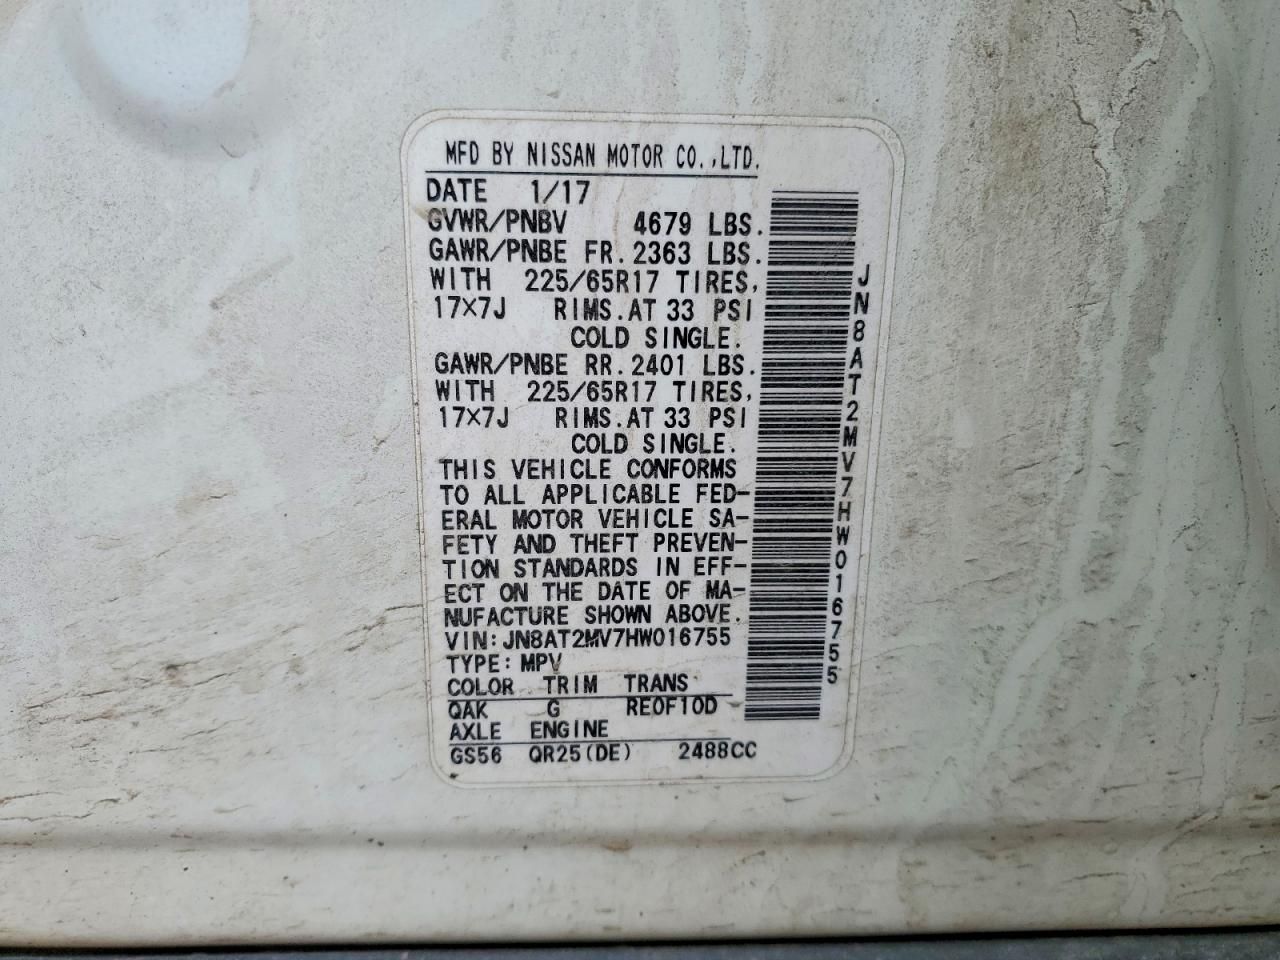 MFD BY NISSAN MOTOR CO.,LTD.
DATE 1/17
GVWR/PNBV 4679 LBS.
GAWR/PNBE FR. 2363 LBS.
WITH 225/65R17 TIRES,
17×7J RIMS. AT 33 PSI
COLD SINGLE.
GAWR/PNBE RR. 2401 LBS.
WITH 225/65R17 TIRES,
17×7J RIMS. AT 33 PSI
COLD SINGLE.
THIS VEHICLE CONFORMS
TO ALL APPLICABLE FED-
ERAL MOTOR VEHICLE SA-
FETY AND THEFT PREVEN-
TION STANDARDS IN EFF-
ECT ON THE DATE OF MA-
NUFACTURE SHOWN ABOVE.
VIN: JN8AT2MV7HW016755
TYPE: MPV
COLOR TRIM TRANS
QAK G RE0F10D
AXLE ENGINE
GS56 QR25(DE) 2488CC
JN8AT2MV7HW016755